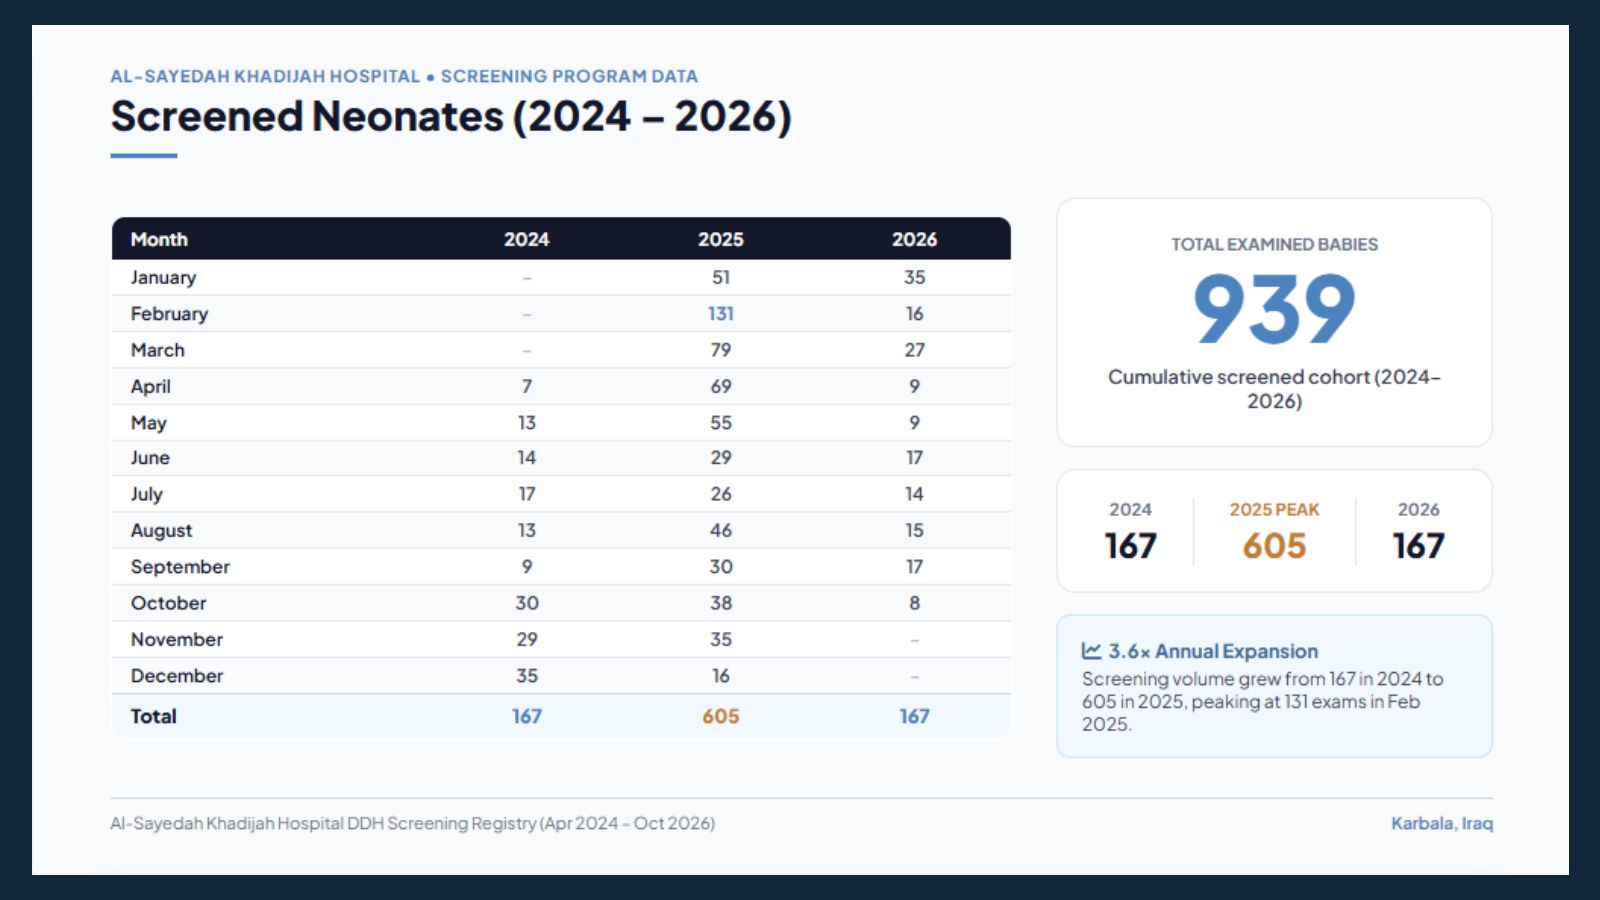 AL-SAYEDAH KHADIJAH HOSPITAL • SCREENING PROGRAM DATA
Screened Neonates (2024 – 2026)
Month 2024 2025 2026
January – 51 35
February – 131 16
March – 79 27
April 7 69 9
May 13 55 9
June 14 29 17
July 17 26 14
August 13 46 15
September 9 30 17
October 30 38 8
November 29 35 –
December 35 16 –
Total 167 605 167
TOTAL EXAMINED BABIES
939
Cumulative screened cohort (2024–
2026)
2024 2025 PEAK 2026
167 605 167
3.6× Annual Expansion
Screening volume grew from 167 in 2024 to
605 in 2025, peaking at 131 exams in Feb
2025.
Al-Sayedah Khadijah Hospital DDH Screening Registry (Apr 2024 – Oct 2026)
Karbala, Iraq